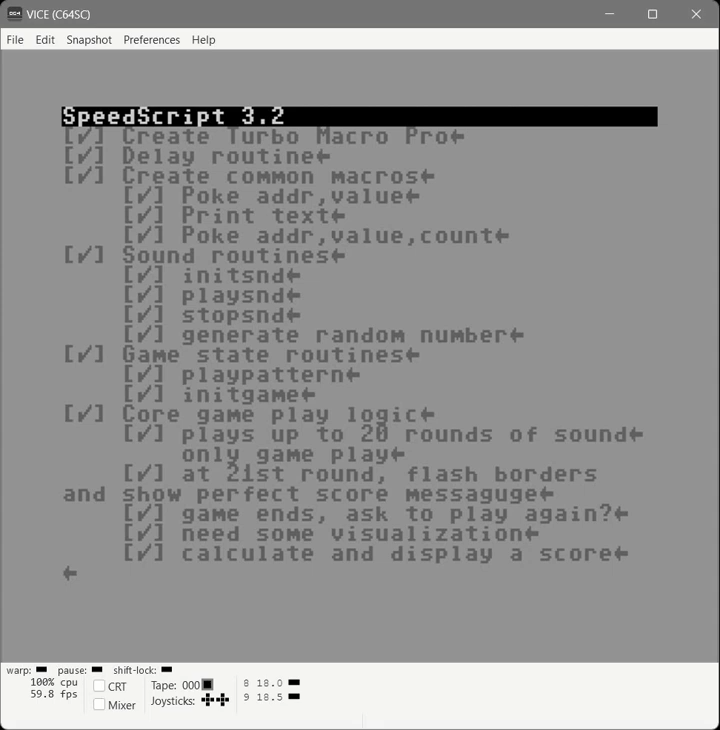 VICE (C64SC)
File Edit Snapshot Preferences Help
SpeedScript 3.2
[✓] Create Turbo Macro Pro←
[✓] Delay routine←
[✓] Create common macros←
[✓] Poke addr,value←
[✓] Print text←
[✓] Poke addr,value,count←
[✓] Sound routines←
[✓] initsnd←
[✓] playsnd←
[✓] stopsnd←
[✓] generate random number←
[✓] Game state routines←
[✓] playpattern←
[✓] initgame←
[✓] Core game play logic←
[✓] plays up to 20 rounds of sound←
only game play←
[✓] at 21st round, flash borders
and show perfect score messaguge←
[✓] game ends, ask to play again?←
[✓] need some visualization←
[✓] calculate and display a score←
←
warp: pause: shift-lock:
100% cpu
59.8 fps
CRT
Mixer
Tape: 000
Joysticks:
8 18.0
9 18.5